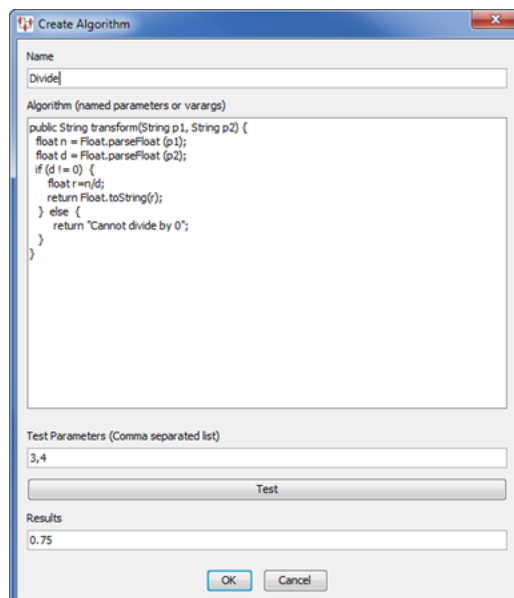 Create Algorithm
Name
Divide
Algorithm (named parameters or varargs)
public String transform(String p1, String p2) {
float n = Float.parseFloat (p1);
float d = Float.parseFloat (p2);
if (d != 0) {
float r=n/d;
return Float.toString(r);
} else {
return "Cannot divide by 0";
}
}
Test Parameters (Comma separated list)
3,4
Test
Results
0.75
OK Cancel